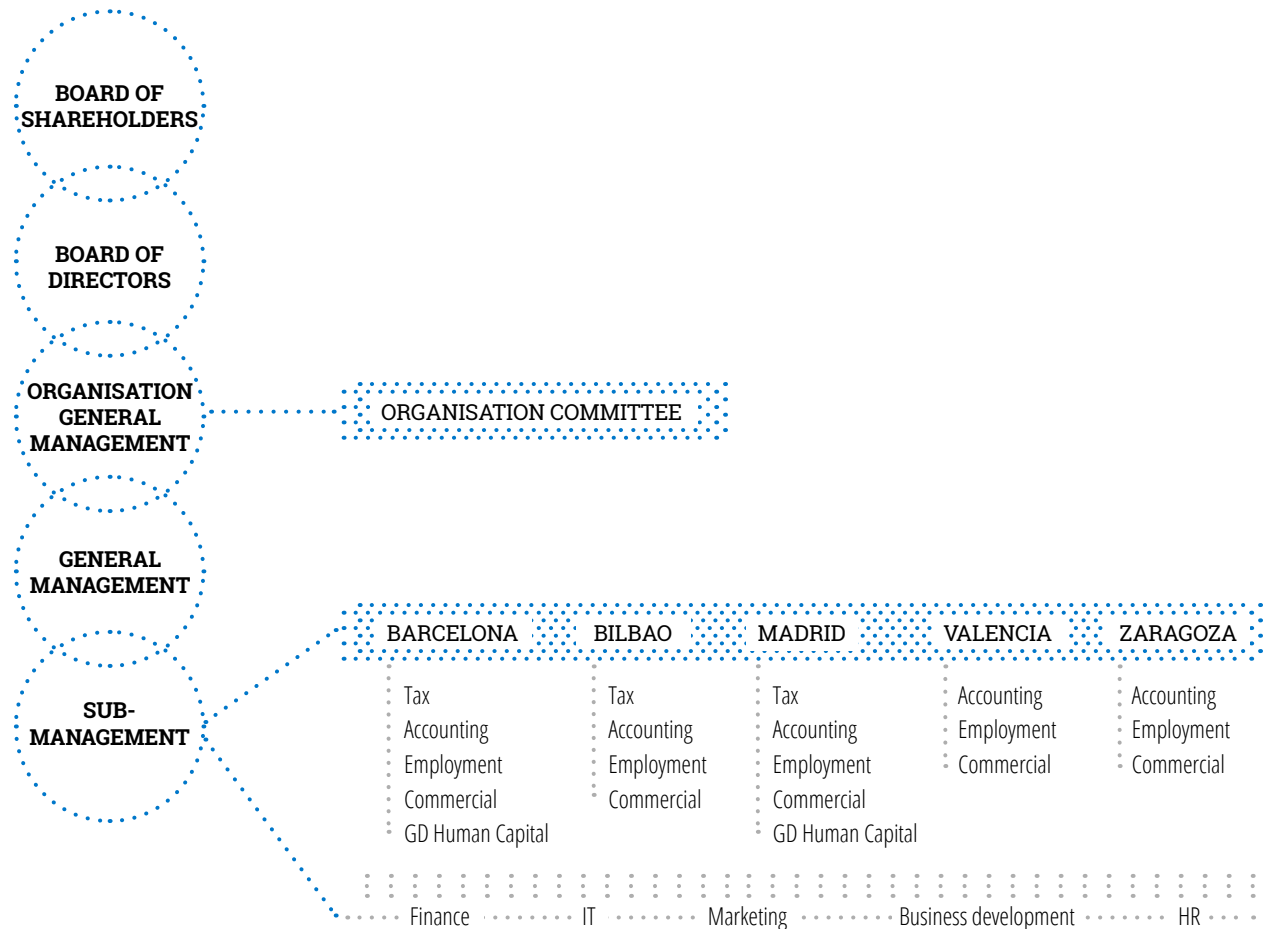 BOARD OF
SHAREHOLDERS
BOARD OF
DIRECTORS
ORGANISATION
GENERAL
MANAGEMENT
ORGANISATION COMMITTEE
GENERAL
MANAGEMENT
SUB-
MANAGEMENT
BARCELONA
Tax
Accounting
Employment
Commercial
GD Human Capital
BILBAO
Tax
Accounting
Employment
Commercial
MADRID
Tax
Accounting
Employment
Commercial
GD Human Capital
VALENCIA
Accounting
Employment
Commercial
ZARAGOZA
Accounting
Employment
Commercial
Finance IT Marketing Business development HR